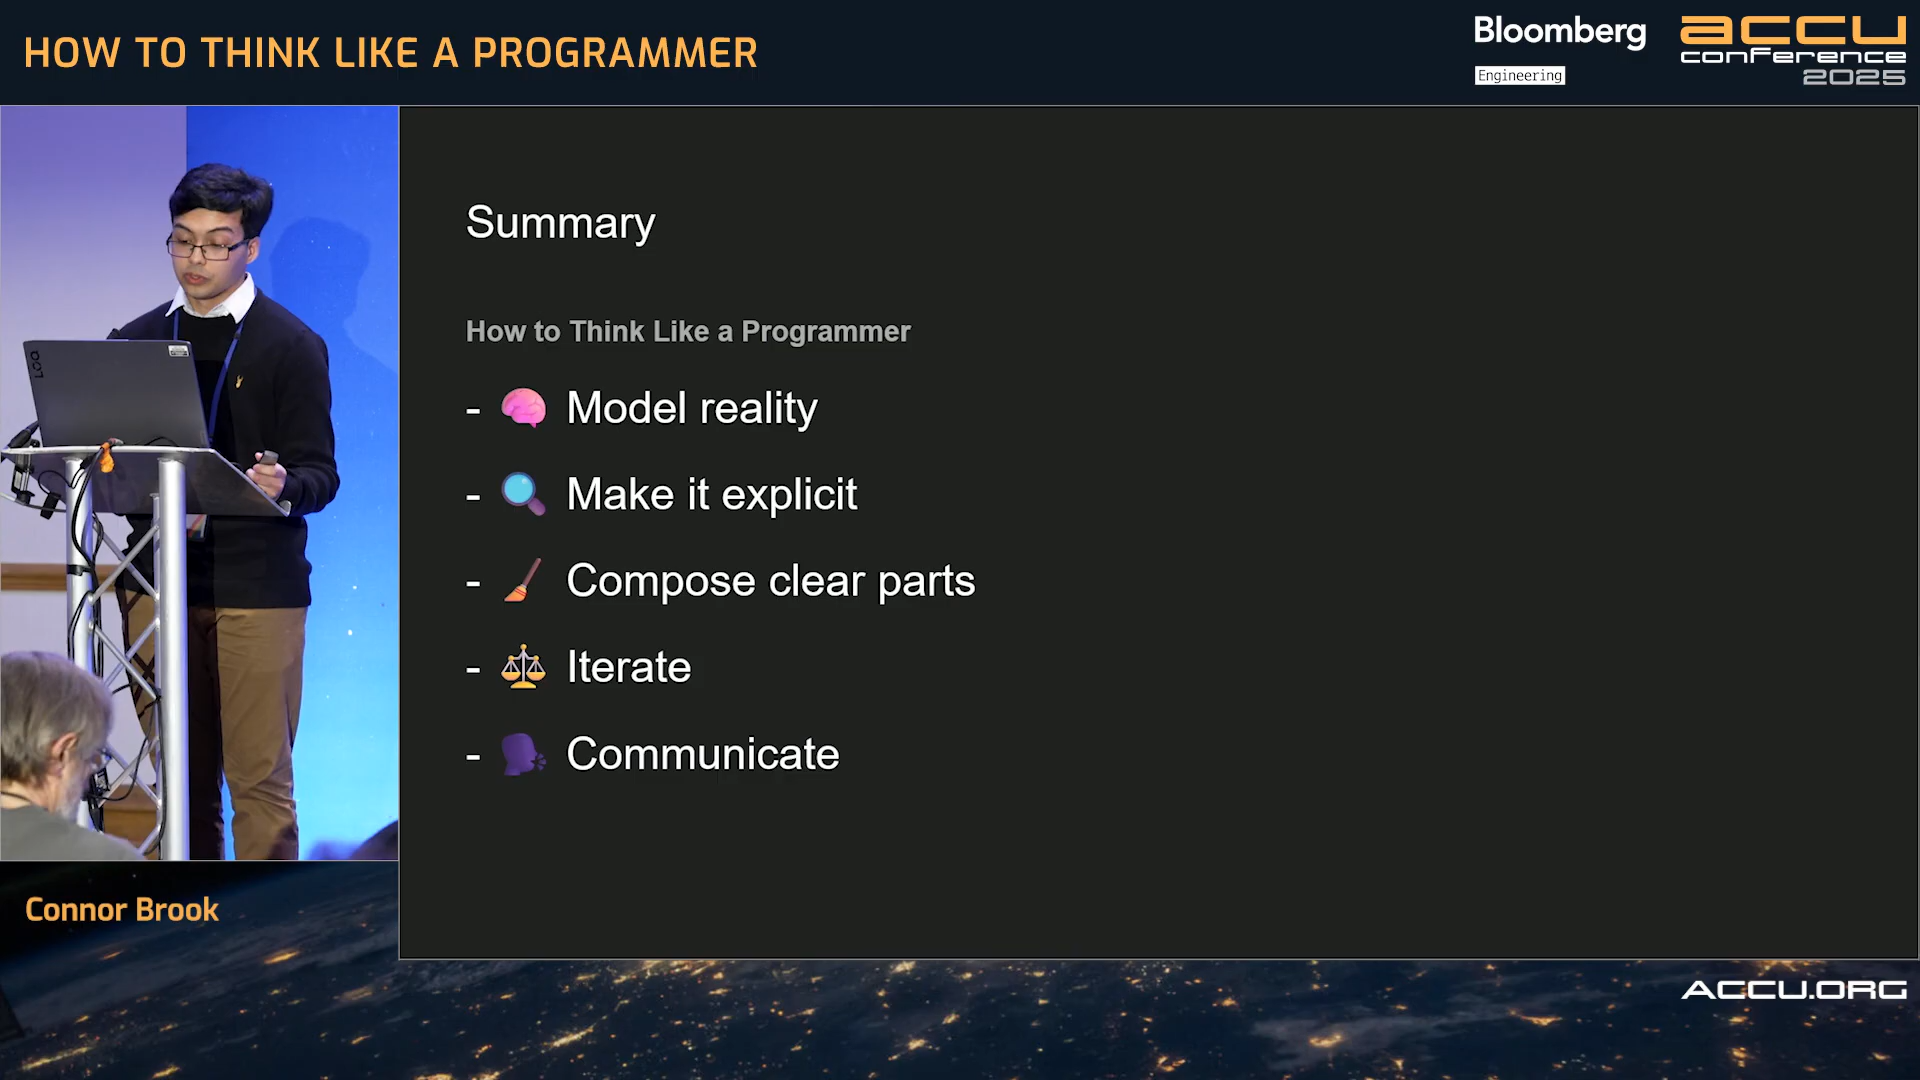 HOW TO THINK LIKE A PROGRAMMER
Bloomberg
Engineering
accu
conference
2025
Summary
How to Think Like a Programmer
- Model reality
- Make it explicit
- Compose clear parts
- Iterate
- Communicate
LOQ
Connor Brook
ACCU.ORG